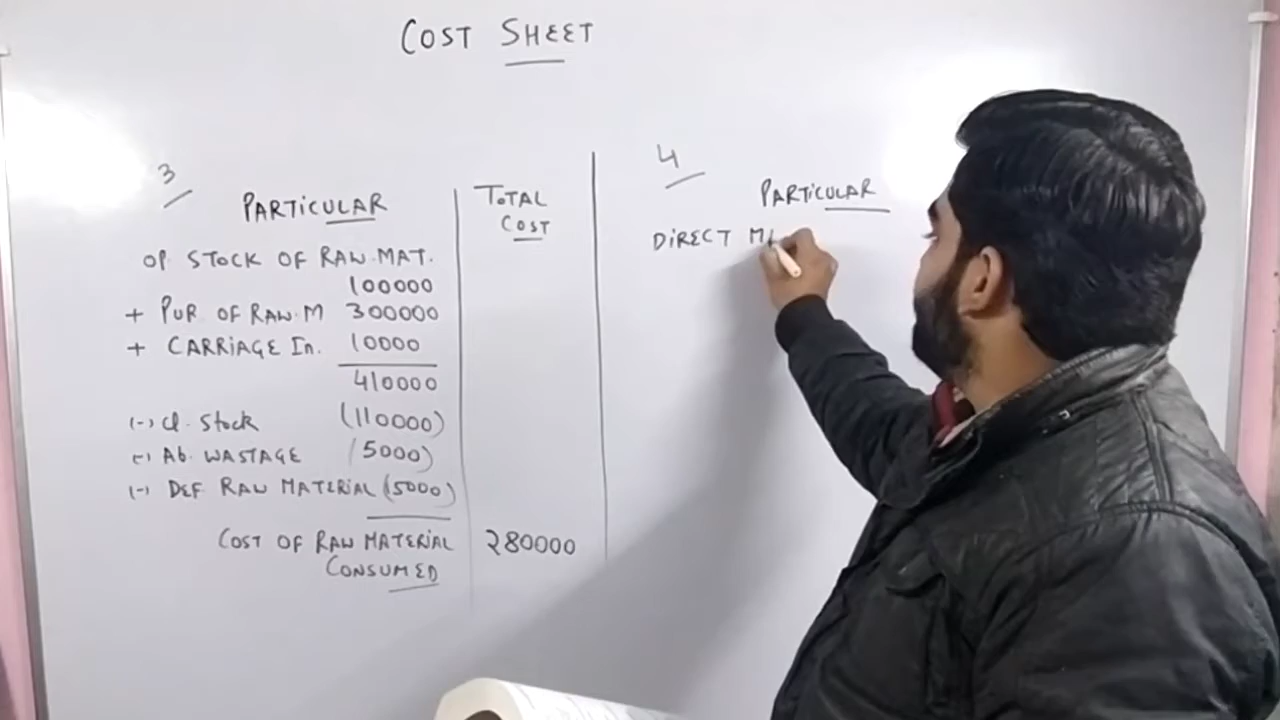 COST SHEET
3
PARTICULAR
TOTAL COST
OP. STOCK OF RAW. MAT.
100000
+ PUR. OF RAW. M 300000
+ CARRIAGE In. 10000
410000
(-) Cl. Stock (110000)
(-) Ab. WASTAGE (5000)
(-) DEF. RAW MATERIAL (15000)
COST OF RAW MATERIAL 280000
CONSUMED
4
PARTICULAR
DIRECT